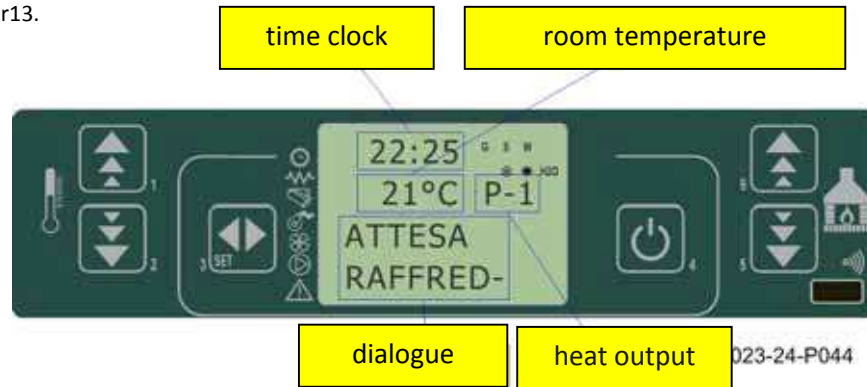 r13.
time clock
room temperature
22:25
G S M
H2O
21°C P-1
1
6
ATTESA
RAFFRED-
2
3 SET
4
5
dialogue
heat output
023-24-P044